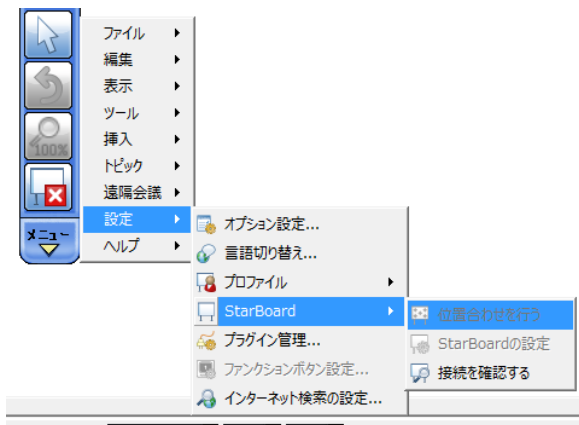 100%
メニュー
ファイル
編集
表示
ツール
挿入
トピック
遠隔会議
設定
ヘルプ
オプション設定...
言語切り替え...
プロファイル
StarBoard
プラグイン管理...
ファンクションボタン設定...
インターネット検索の設定...
位置合わせを行う
StarBoardの設定
接続を確認する